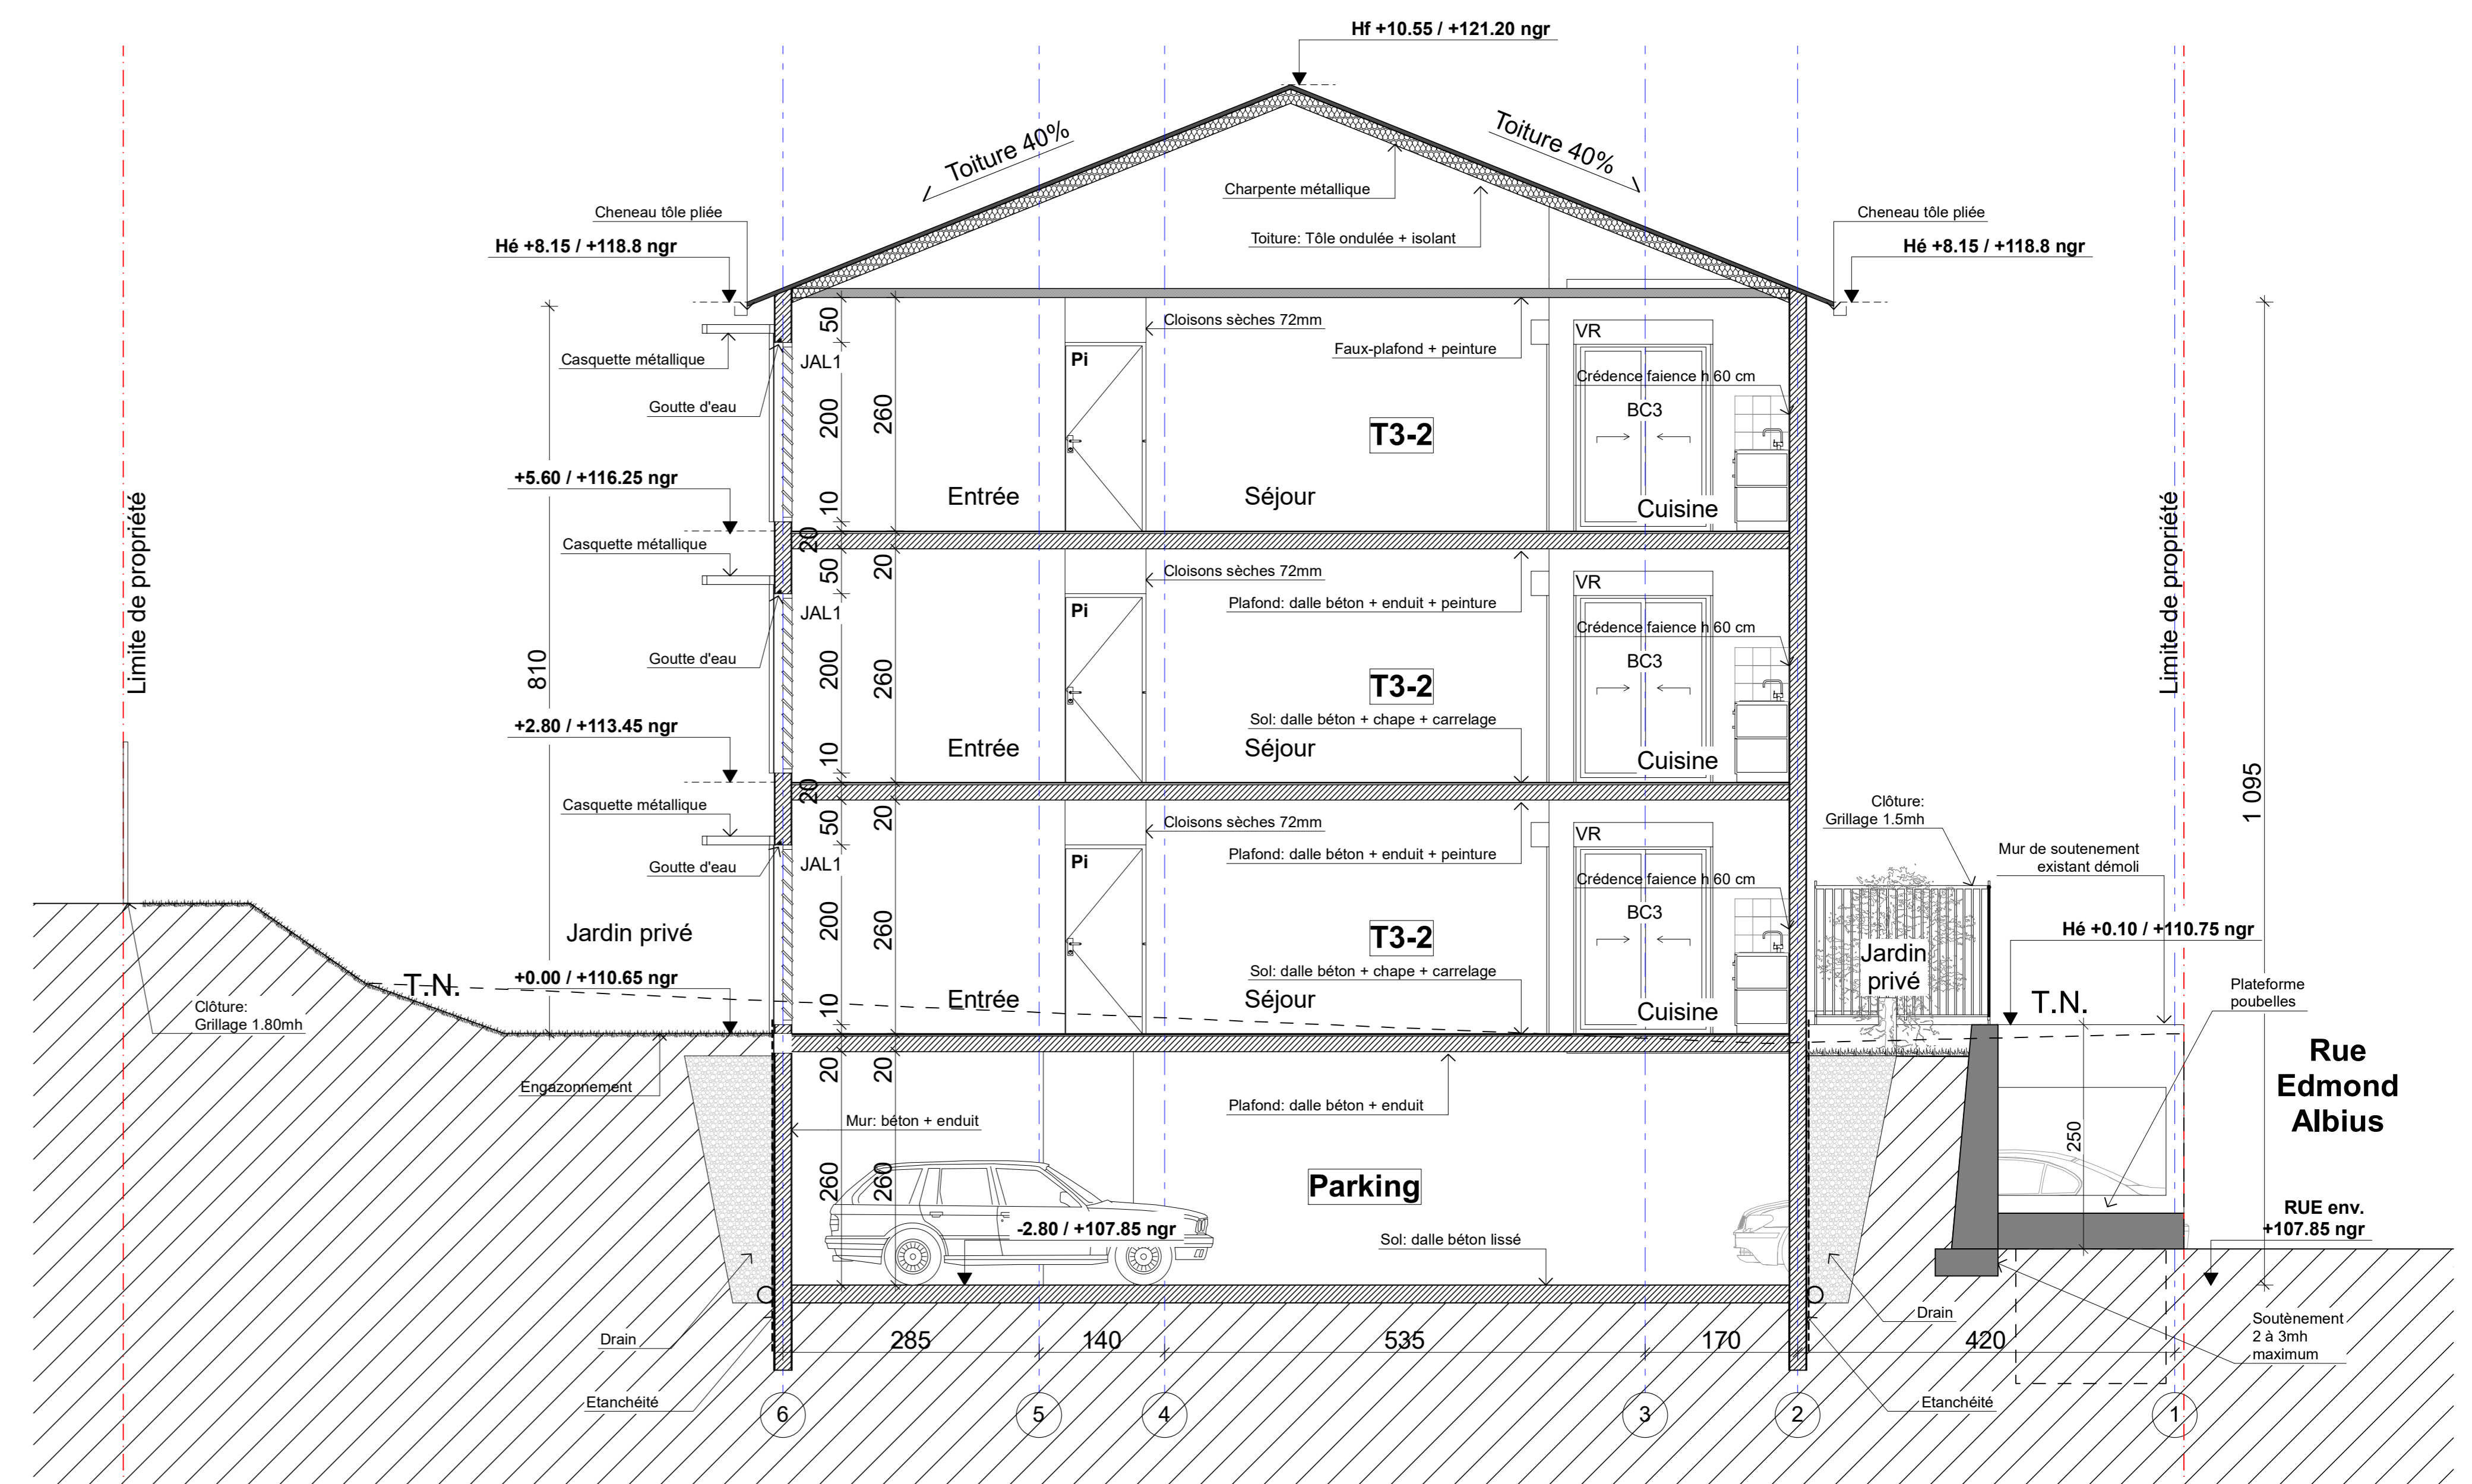 Hf +10.55 / +121.20 ngr
Toiture 40%
Toiture 40%
Charpente métallique
Toiture: Tôle ondulée + isolant
Cheneau tôle pliée
Hé +8.15 / +118.8 ngr
Cheneau tôle pliée
Hé +8.15 / +118.8 ngr
Casquette métallique
Goutte d'eau
JAL1
50
200
10
260
Pi
Cloisons sèches 72mm
Faux-plafond + peinture
VR
Crédence faience h 60 cm
BC3
T3-2
Entrée
Séjour
Cuisine
+5.60 / +116.25 ngr
20
20
Casquette métallique
Goutte d'eau
JAL1
50
200
10
260
Pi
Cloisons sèches 72mm
Plafond: dalle béton + enduit + peinture
VR
Crédence faience h 60 cm
BC3
T3-2
Sol: dalle béton + chape + carrelage
Entrée
Séjour
Cuisine
Limite de propriété
Limite de propriété
810
1 095
+2.80 / +113.45 ngr
20
20
Casquette métallique
Goutte d'eau
JAL1
50
200
10
260
Pi
Cloisons sèches 72mm
Plafond: dalle béton + enduit + peinture
VR
Crédence faience h 60 cm
BC3
T3-2
Sol: dalle béton + chape + carrelage
Entrée
Séjour
Cuisine
Jardin privé
+0.00 / +110.65 ngr
T.N.
Clôture:
Grillage 1.80mh
Engazonnement
Clôture:
Grillage 1.5mh
Mur de soutenement
existant démoli
Hé +0.10 / +110.75 ngr
Jardin
privé
T.N.
Plateforme
poubelles
Rue
Edmond
Albius
20
20
Mur: béton + enduit
Plafond: dalle béton + enduit
260
260
Parking
-2.80 / +107.85 ngr
Sol: dalle béton lissé
250
RUE env.
+107.85 ngr
Drain
Drain
Soutènement
2 à 3mh
maximum
285
140
535
170
420
Etanchéité
Etanchéité
6
5
4
3
2
1